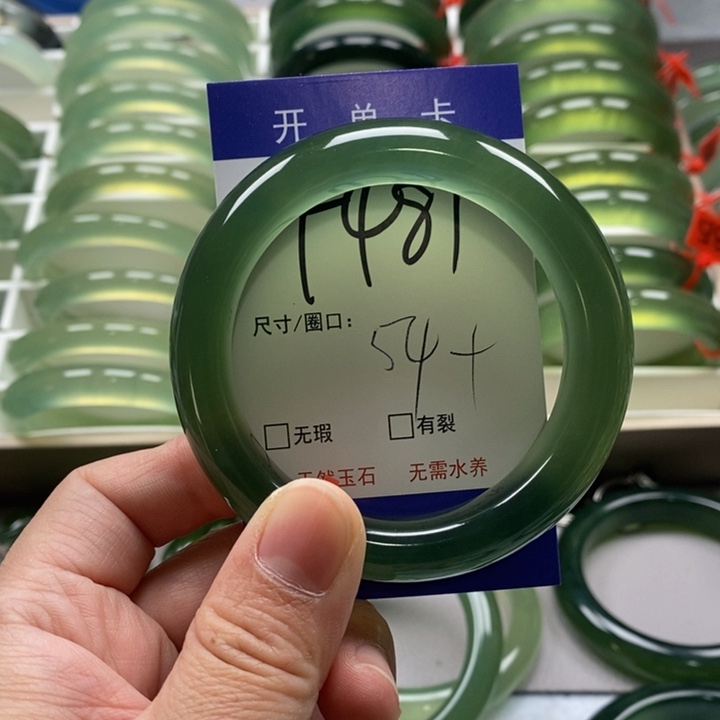 开单卡
1481
尺寸/圈口： 54+
□无瑕 □有裂
天然玉石 无需水养